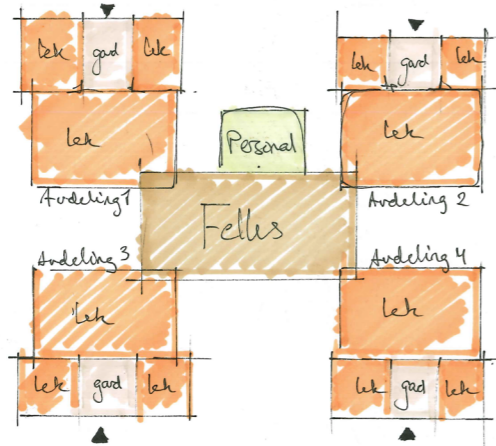 Lek gard Lek
Lek gard Lek
Lek
Lek
Personal
Avdeling 1
Avdeling 2
Felles
Avdeling 3
Avdeling 4
Lek
Lek
Lek gard Lek
Lek gard Lek